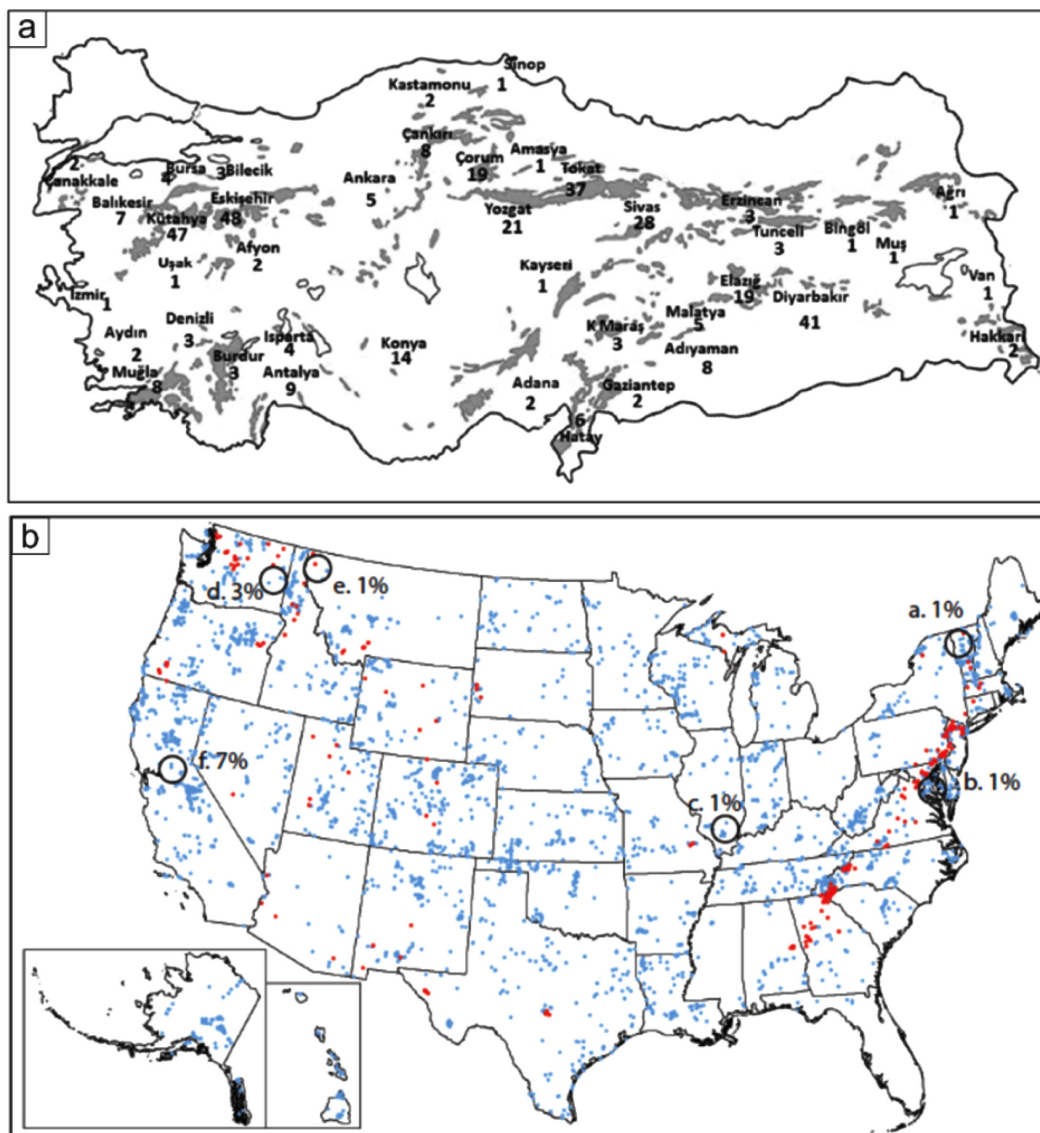 a
Sinop
1
Kastamonu
2
Çankırı
8
Çorum
19
Amasya
1
Tokat
37
2
Çanakkale
Bursa
4
Bilecik
3
Ankara
5
Balıkesir
7
Kütahya
47
Eskişehir
48
Yozgat
21
Sivas
28
Erzincan
3
Tunceli
3
Bingöl
1
Muş
1
Ağrı
1
Afyon
2
Uşak
1
Kayseri
1
Elazığ
19
Diyarbakır
41
Van
1
İzmir 1
Malatya
5
Aydın
2
Denizli
3
Isparta
4
Konya
14
K Maraş
3
Adıyaman
8
Hakkari
2
Muğla
8
Burdur
3
Antalya
9
Adana
2
Gaziantep
2
6
Hatay
b
d. 3%
e. 1%
a. 1%
f. 7%
c. 1%
b. 1%